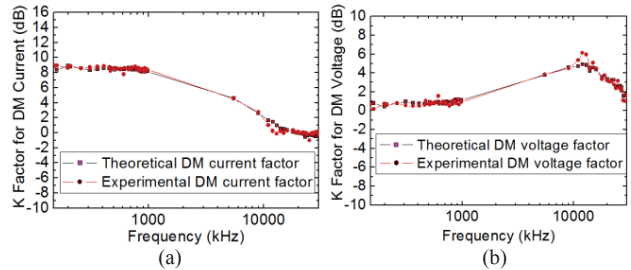 K Factor for DM Current (dB)
16
14
12
10
8
6
4
2
0
-2
-4
-6
-8
-10
Theoretical DM current factor
Experimental DM current factor
1000
10000
Frequency (kHz)
(a)
K Factor for DM Voltage (dB)
10
8
6
4
2
0
-2
-4
-6
-8
-10
Theoretical DM voltage factor
Experimental DM voltage factor
1000
10000
Frequency (kHz)
(b)